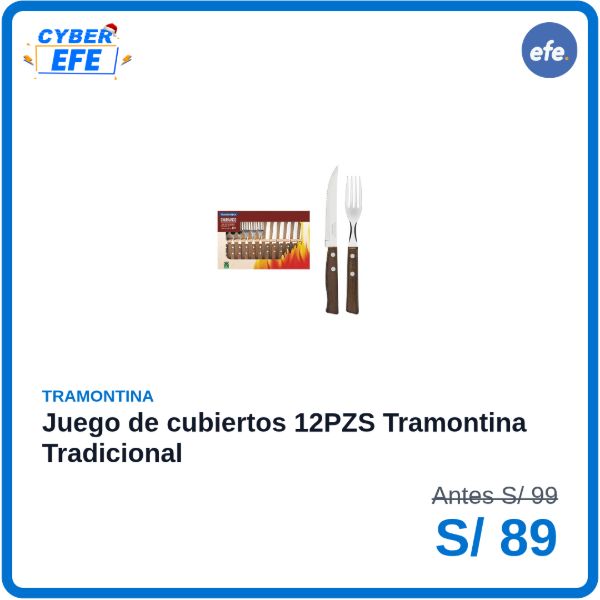 CYBER
EFE
efe.
TRAMONTINA
Juego de cubiertos 12PZS Tramontina
Tradicional
Antes S/ 99
S/ 89